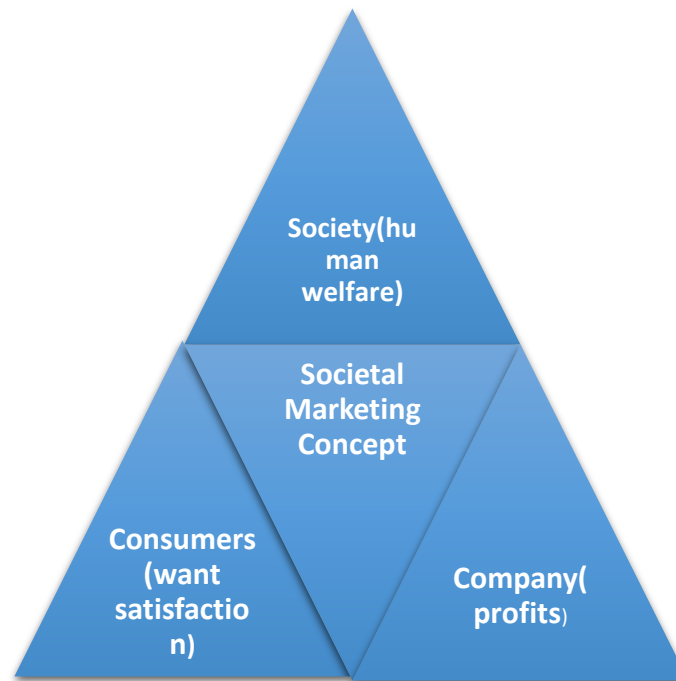 Society(hu
man
welfare)
Societal
Marketing
Concept
Consumers
(want
satisfactio
n)
Company(
profits)